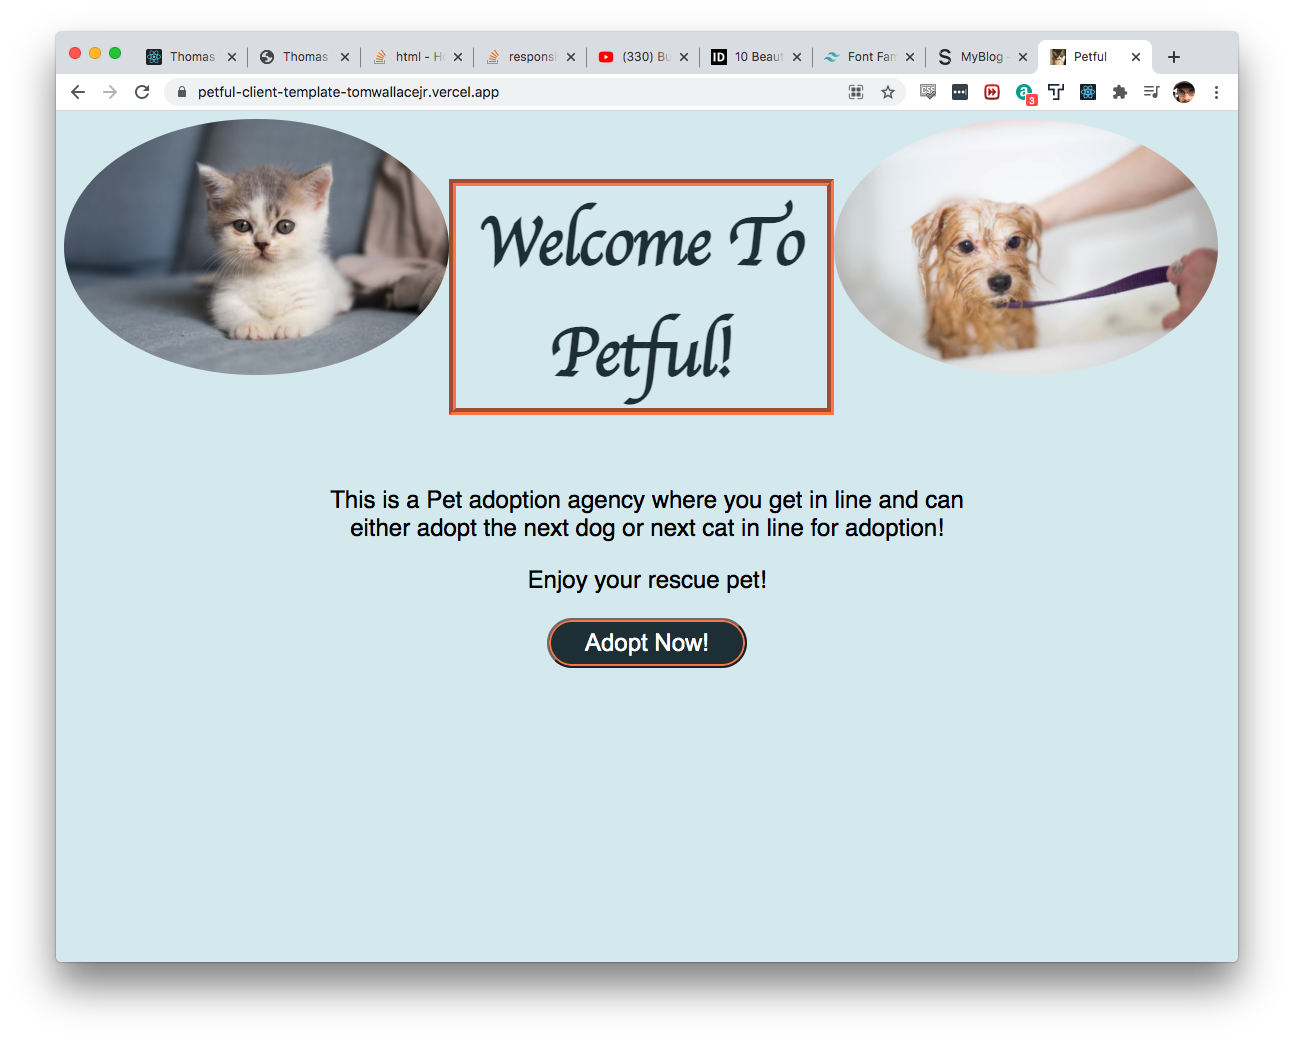 Thomas
Thomas
html - H
responsi
(330) Bu
10 Beaut
Font Fam
MyBlog -
Petful
petful-client-template-tomwallacejr.vercel.app
CSS
a
3
Welcome To
Petful!
This is a Pet adoption agency where you get in line and can
either adopt the next dog or next cat in line for adoption!
Enjoy your rescue pet!
Adopt Now!